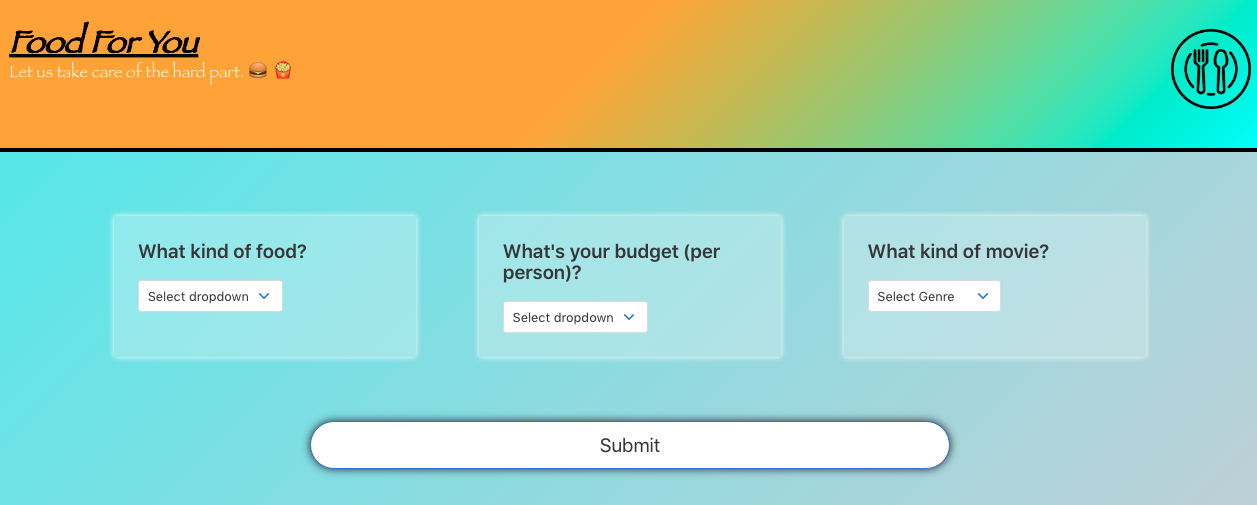 Food For You
Let us take care of the hard part. 🍔 🍟
What kind of food?
Select dropdown
What's your budget (per
person)?
Select dropdown
What kind of movie?
Select Genre
Submit